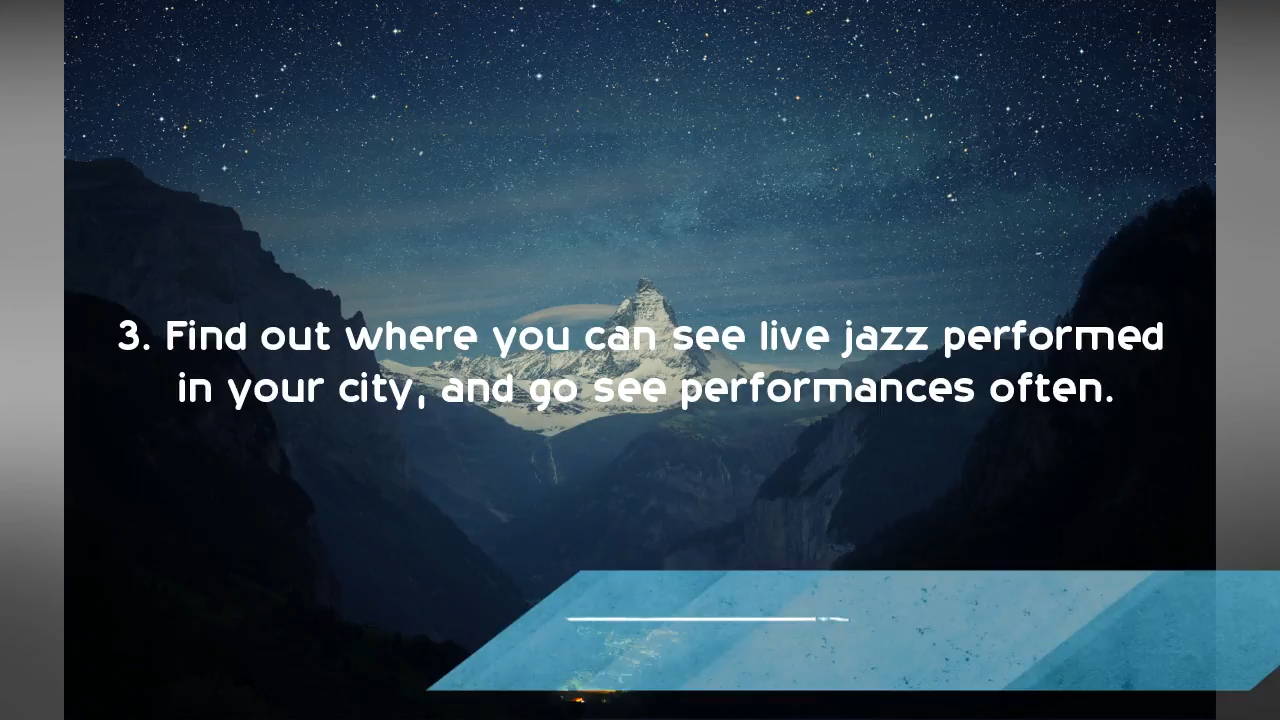 3. Find out where you can see live jazz performed
in your city, and go see performances often.